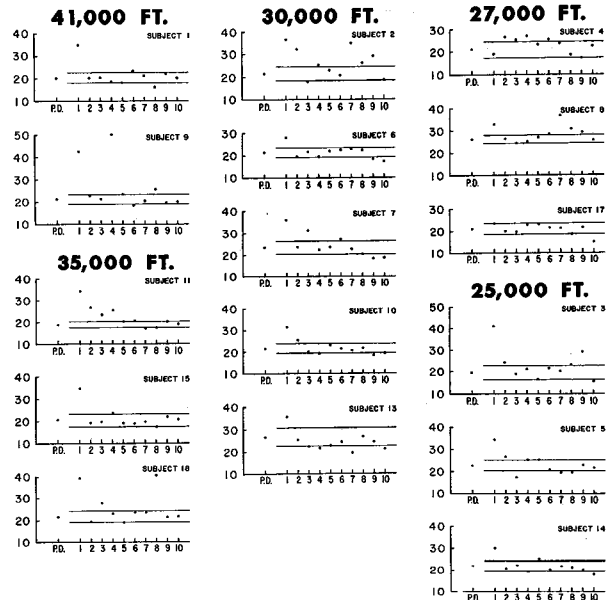 41,000 FT.
SUBJECT 1
40
30
20
10
P.D. 1 2 3 4 5 6 7 8 9 10
SUBJECT 9
50
40
30
20
10
P.D. 1 2 3 4 5 6 7 8 9 10
35,000 FT.
SUBJECT 11
40
30
20
10
P.D. 1 2 3 4 5 6 7 8 9 10
SUBJECT 15
40
30
20
10
P.D. 1 2 3 4 5 6 7 8 9 10
SUBJECT 18
40
30
20
10
P.D. 1 2 3 4 5 6 7 8 9 10
30,000 FT.
SUBJECT 2
40
30
20
10
P.D. 1 2 3 4 5 6 7 8 9 10
SUBJECT 6
30
20
10
P.D. 1 2 3 4 5 6 7 8 9 10
SUBJECT 7
40
30
20
10
P.D. 1 2 3 4 5 6 7 8 9 10
SUBJECT 10
40
30
20
10
P.D. 1 2 3 4 5 6 7 8 9 10
SUBJECT 13
40
30
20
10
P.D. 1 2 3 4 5 6 7 8 9 10
27,000 FT.
SUBJECT 4
30
20
10
P.D. 1 2 3 4 5 6 7 8 9 10
SUBJECT 8
40
30
20
10
P.D. 1 2 3 4 5 6 7 8 9 10
SUBJECT 17
30
20
10
P.D. 1 2 3 4 5 6 7 8 9 10
25,000 FT.
SUBJECT 3
50
40
30
20
10
P.D. 1 2 3 4 5 6 7 8 9 10
SUBJECT 5
40
30
20
10
P.D. 1 2 3 4 5 6 7 8 9 10
SUBJECT 14
40
30
20
10
P.D. 1 2 3 4 5 6 7 8 9 10